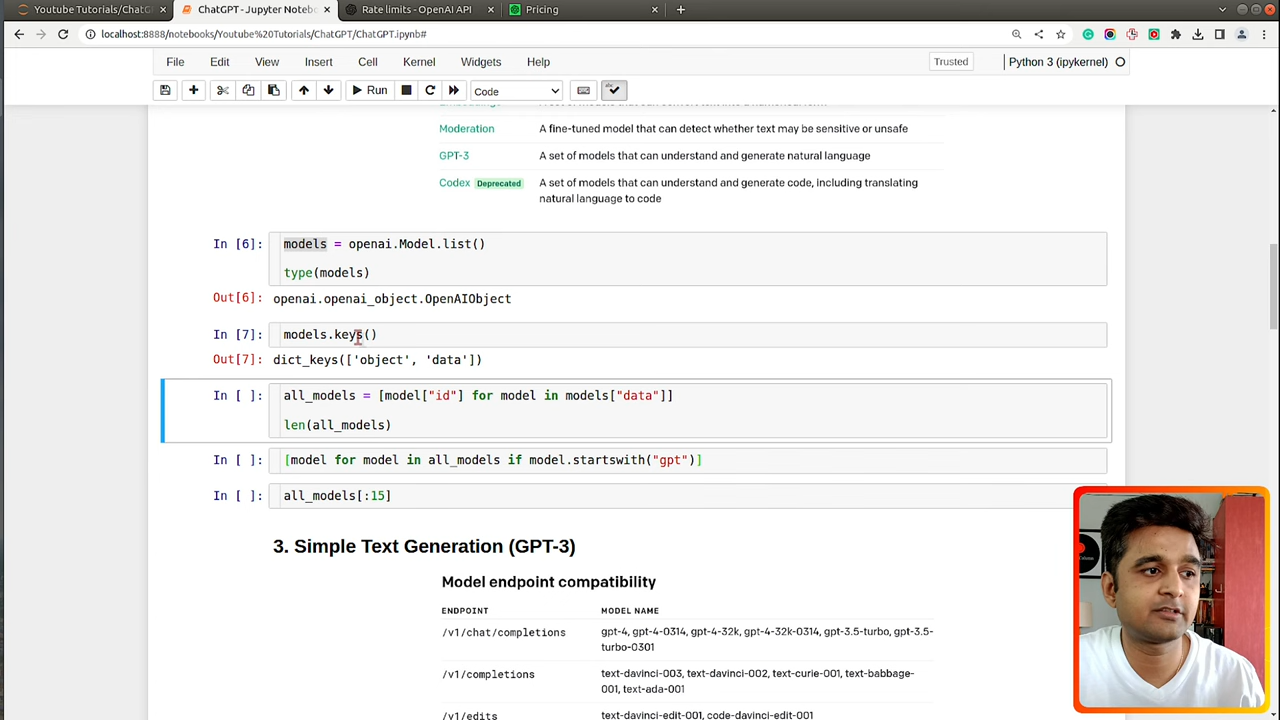 Youtube Tutorials/ChatG
ChatGPT - Jupyter Notebo
Rate limits - OpenAI API
Pricing
localhost:8888/notebooks/Youtube%20Tutorials/ChatGPT/ChatGPT.ipynb#
File Edit View Insert Cell Kernel Widgets Help
Trusted
Python 3 (ipykernel)
Run
Code
Moderation A fine-tuned model that can detect whether text may be sensitive or unsafe
GPT-3 A set of models that can understand and generate natural language
Codex Deprecated A set of models that can understand and generate code, including translating
natural language to code
In [6]: models = openai.Model.list()
type(models)
Out[6]: openai.openai_object.OpenAIObject
In [7]: models.keys()
Out[7]: dict_keys(['object', 'data'])
In [ ]: all_models = [model["id"] for model in models["data"]]
len(all_models)
In [ ]: [model for model in all_models if model.startswith("gpt")]
In [ ]: all_models[:15]
3. Simple Text Generation (GPT-3)
Model endpoint compatibility
ENDPOINT MODEL NAME
/v1/chat/completions gpt-4, gpt-4-0314, gpt-4-32k, gpt-4-32k-0314, gpt-3.5-turbo, gpt-3.5-
turbo-0301
/v1/completions text-davinci-003, text-davinci-002, text-curie-001, text-babbage-
001, text-ada-001
/v1/edits text-davinci-edit-001, code-davinci-edit-001